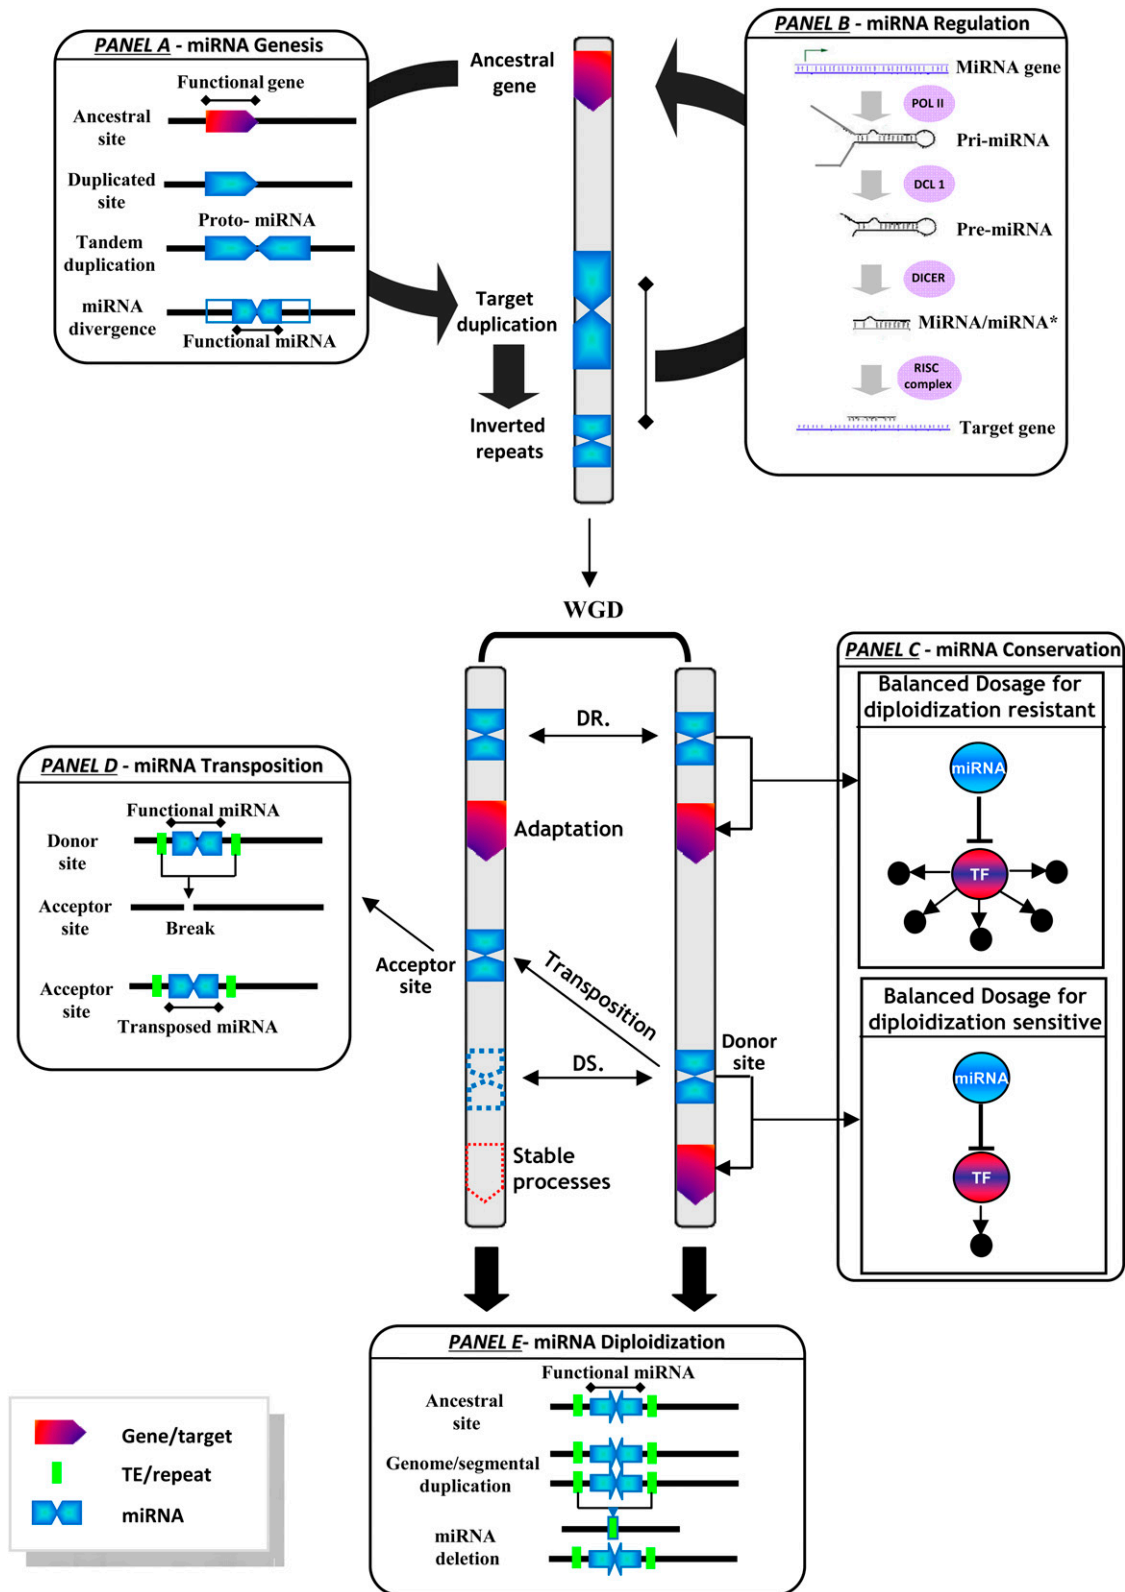 PANEL A - miRNA Genesis
Functional gene
Ancestral
site
Duplicated
site
Proto- miRNA
Tandem
duplication
miRNA
divergence
Functional miRNA
Ancestral
gene
Target
duplication
Inverted
repeats
PANEL B - miRNA Regulation
MiRNA gene
POL II
Pri-miRNA
DCL 1
Pre-miRNA
DICER
MiRNA/miRNA*
RISC
complex
Target gene
WGD
DR.
Adaptation
Acceptor
site
Transposition
Donor
site
DS.
Stable
processes
PANEL C - miRNA Conservation
Balanced Dosage for
diploidization resistant
miRNA
TF
Balanced Dosage for
diploidization sensitive
miRNA
TF
PANEL D - miRNA Transposition
Functional miRNA
Donor
site
Acceptor
site
Break
Acceptor
site
Transposed miRNA
PANEL E- miRNA Diploidization
Functional miRNA
Ancestral
site
Genome/segmental
duplication
miRNA
deletion
Gene/target
TE/repeat
miRNA